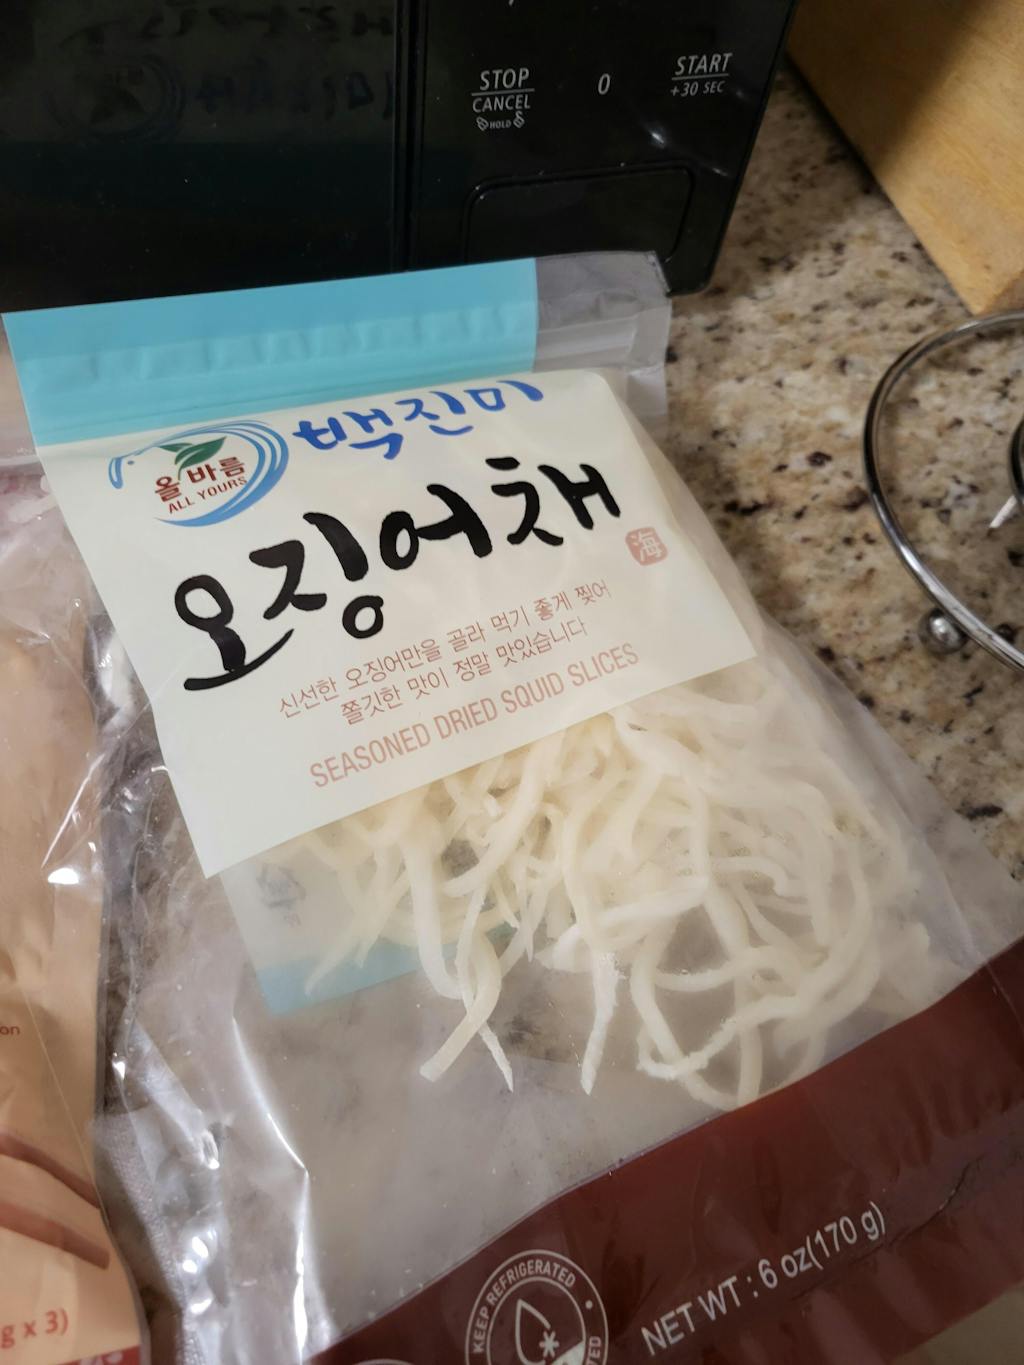 STOP
CANCEL
HOLD
0
START
+30 SEC
백진미
올바름
ALL YOURS
오징어채
海
신선한 오징어만을 골라 먹기 좋게 찢어
쫄깃한 맛이 정말 맛있습니다
SEASONED DRIED SQUID SLICES
on
g x 3)
KEEP REFRIGERATED
NET WT : 6 oz(170 g)